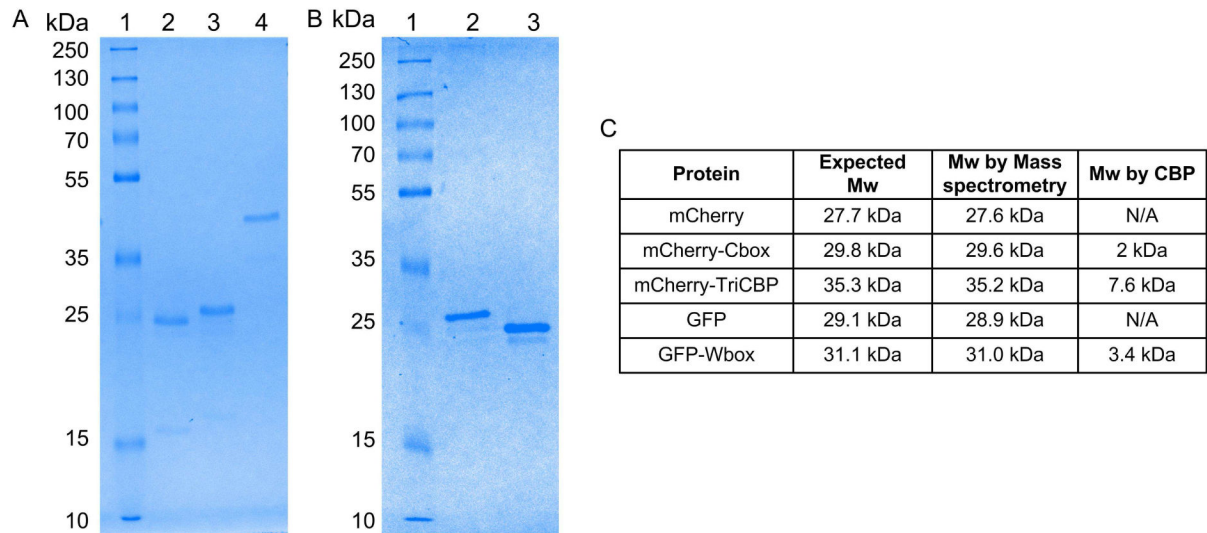 A kDa 1 2 3 4
250
130
100
70
55
35
25
15
10
B kDa 1 2 3
250
130
100
70
55
35
25
15
10
C
Protein Expected Mw Mw by Mass spectrometry Mw by CBP
mCherry 27.7 kDa 27.6 kDa N/A
mCherry-Cbox 29.8 kDa 29.6 kDa 2 kDa
mCherry-TriCBP 35.3 kDa 35.2 kDa 7.6 kDa
GFP 29.1 kDa 28.9 kDa N/A
GFP-Wbox 31.1 kDa 31.0 kDa 3.4 kDa